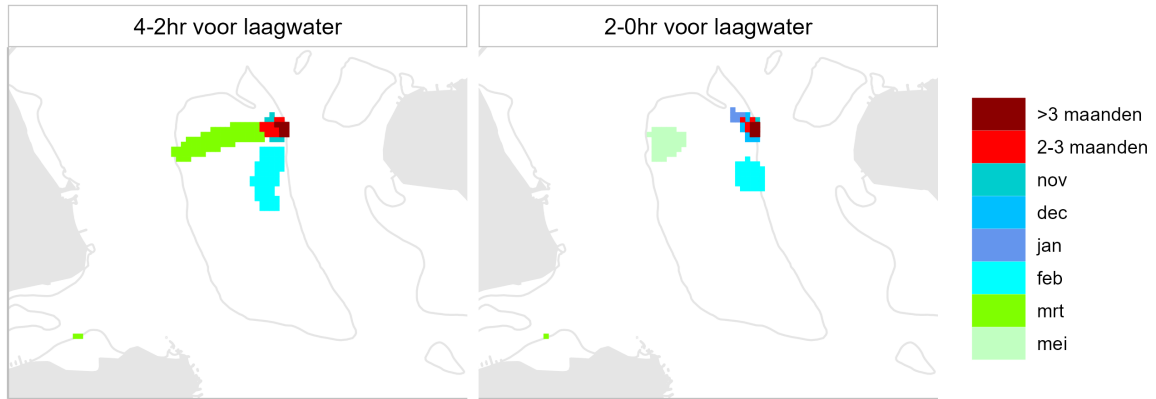 4-2hr voor laagwater
2-0hr voor laagwater
>3 maanden
2-3 maanden
nov
dec
jan
feb
mrt
mei